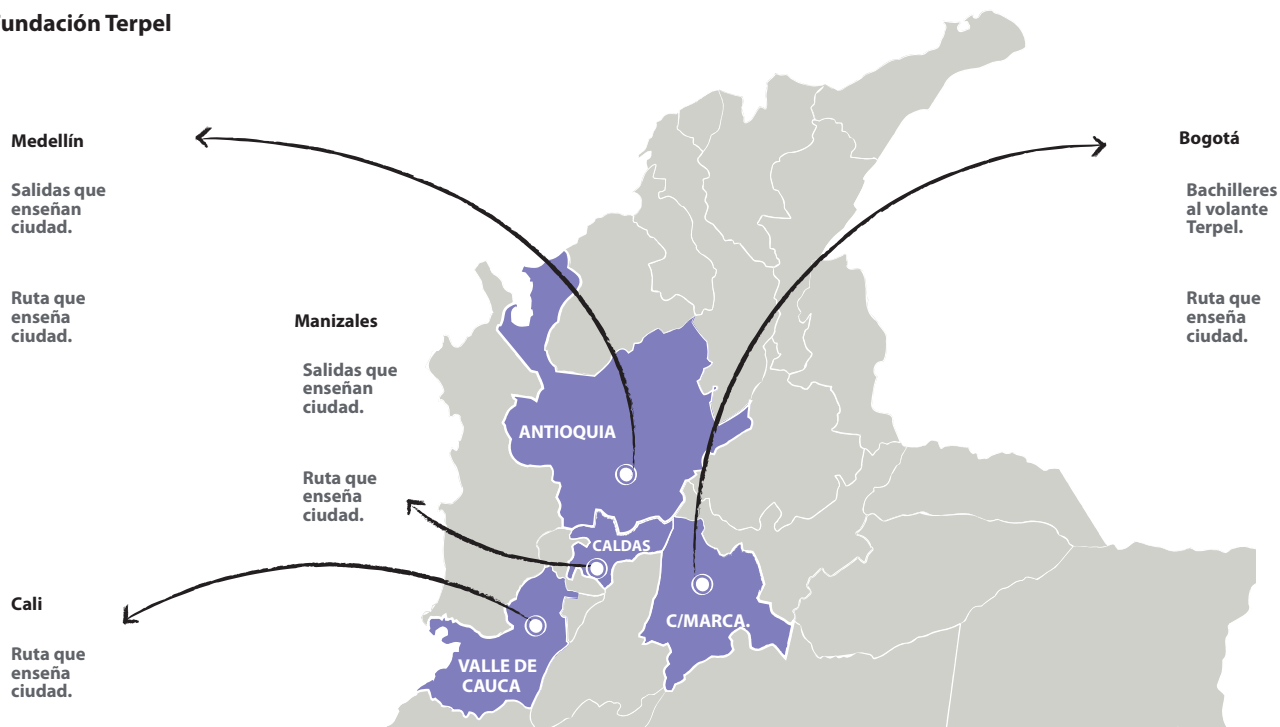 Fundación Terpel
Medellín
Salidas que
enseñan
ciudad.
Ruta que
enseña
ciudad.
Manizales
Salidas que
enseñan
ciudad.
Ruta que
enseña
ciudad.
Cali
Ruta que
enseña
ciudad.
Bogotá
Bachilleres
al volante
Terpel.
Ruta que
enseña
ciudad.
ANTIOQUIA
CALDAS
C/MARCA.
VALLE DE
CAUCA